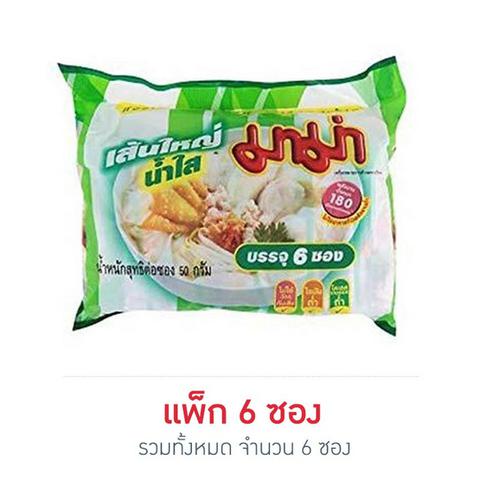 เส้นใหญ่
น้ำใส
มาม่า
180
บรรจุ 6 ซอง
น้ำหนักสุทธิต่อซอง 50 กรัม
แพ็ก 6 ซอง
รวมทั้งหมด จำนวน 6 ซอง